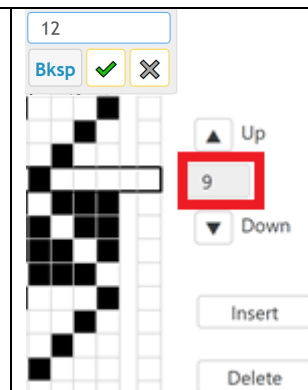 12
Bksp
▲ Up
9
▼ Down
Insert
Delete